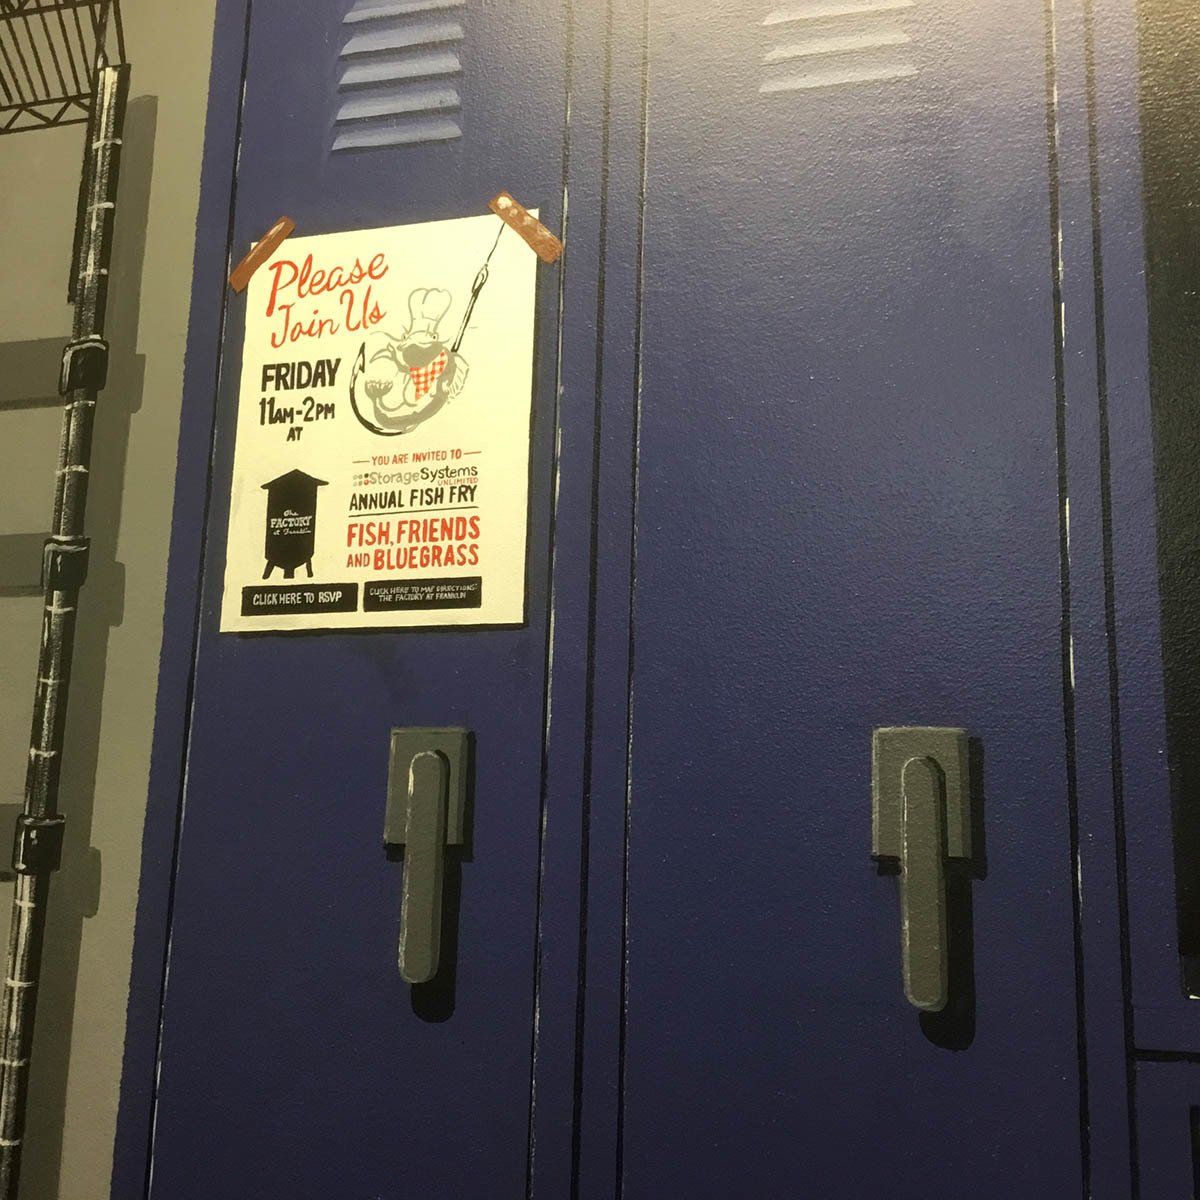 Please
Join Us
FRIDAY
11AM-2PM
AT
YOU ARE INVITED TO
StorageSystems
UNLIMITED
ANNUAL FISH FRY
FISH, FRIENDS
AND BLUEGRASS
The
FACTORY
at Franklin
CLICK HERE TO RSVP
CLICK HERE TO MAP DIRECTIONS:
THE FACTORY AT FRANKLIN